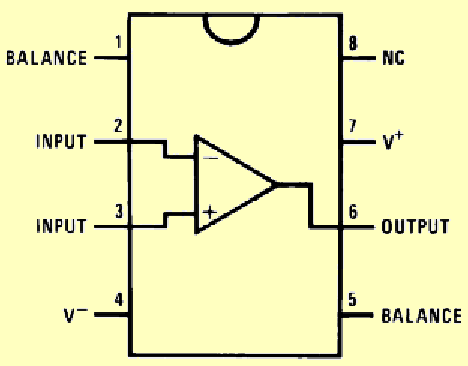 1 8
BALANCE NC
2 7
INPUT − V+
3 6
INPUT + OUTPUT
4 5
V− BALANCE